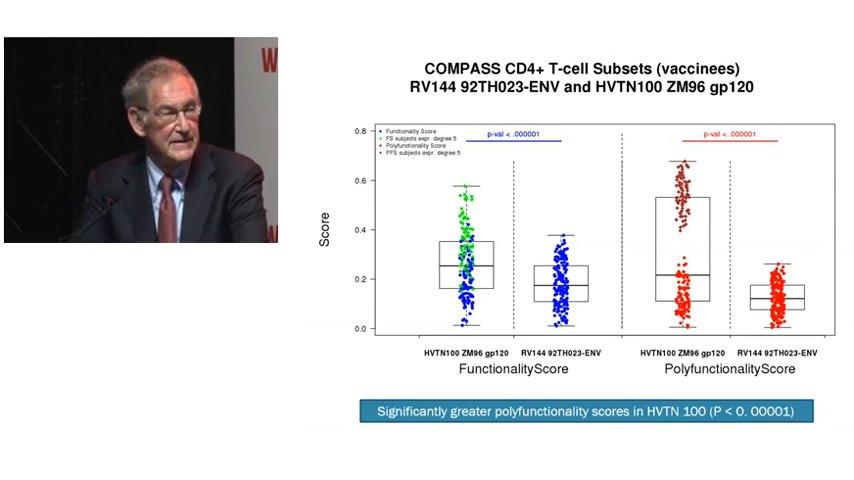 COMPASS CD4+ T-cell Subsets (vaccinees)
RV144 92TH023-ENV and HVTN100 ZM96 gp120
Functionality Score
FS subjects expr. degree 5
Polyfunctionality Score
PFS subjects expr. degree 5
p-val < .000001
p-val < .000001
Score
0.8
0.6
0.4
0.2
0.0
HVTN100 ZM96 gp120
RV144 92TH023-ENV
HVTN100 ZM96 gp120
RV144 92TH023-ENV
FunctionalityScore
PolyfunctionalityScore
Significantly greater polyfunctionality scores in HVTN 100 (P < 0. 00001)
W